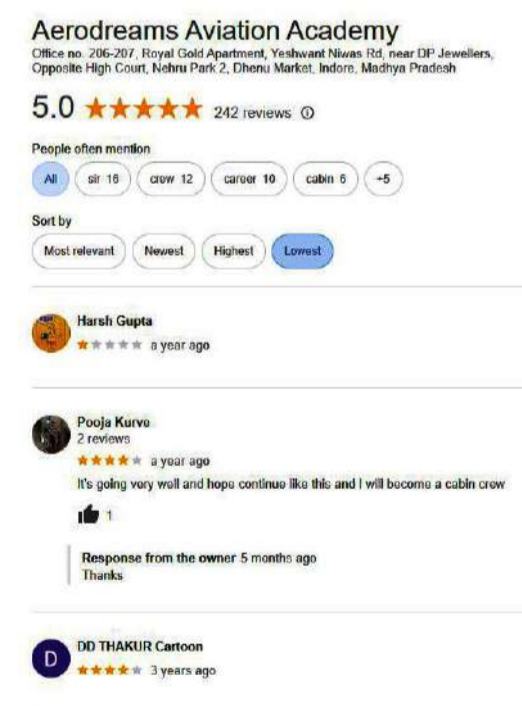 Aerodreams Aviation Academy
Office no. 206-207, Royal Gold Apartment, Yeshwant Niwas Rd, near DP Jewellers,
Opposite High Court, Nehru Park 2, Dhenu Market, Indore, Madhya Pradesh
5.0 242 reviews
People often mention
All sir 16 crew 12 career 10 cabin 6 +5
Sort by
Most relevant Newest Highest Lowest
Harsh Gupta
a year ago
Pooja Kurve
2 reviews
a year ago
It's going very well and hope continue like this and I will become a cabin crew
1
Response from the owner 5 months ago
Thanks
D
DD THAKUR Cartoon
3 years ago